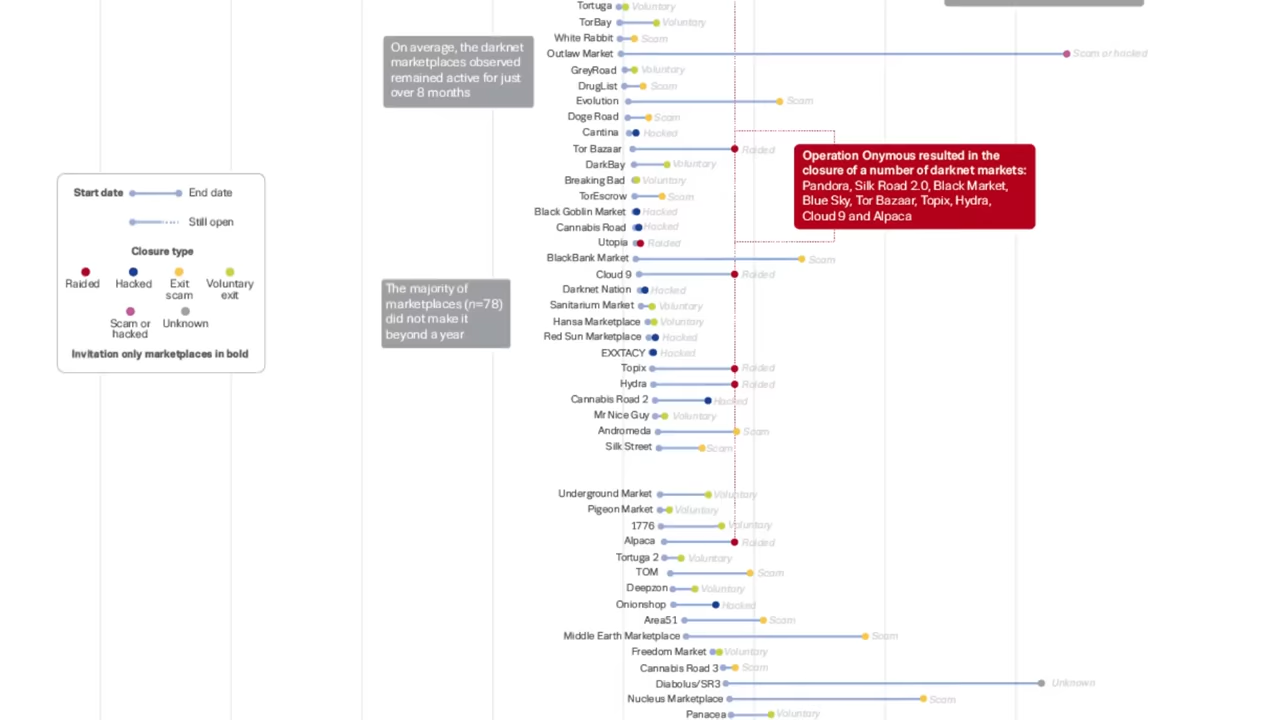 Tortuga Voluntary
TorBay Voluntary
White Rabbit Scam
Outlaw Market Scam or hacked
GreyRoad Voluntary
DrugList Scam
Evolution Scam
Doge Road Scam
Cantina Hacked
Tor Bazaar Raided
DarkBay Voluntary
Breaking Bad Voluntary
TorEscrow Scam
Black Goblin Market Hacked
Cannabis Road Hacked
Utopia Raided
BlackBank Market Scam
Cloud 9 Raided
Darknet Nation Hacked
Sanitarium Market Voluntary
Hansa Marketplace Voluntary
Red Sun Marketplace Hacked
EXXTACY Hacked
Topix Raided
Hydra Raided
Cannabis Road 2 Hacked
Mr Nice Guy Voluntary
Andromeda Scam
Silk Street Scam
Underground Market Voluntary
Pigeon Market Voluntary
1776 Voluntary
Alpaca Raided
Tortuga 2 Voluntary
TOM Scam
Deepzon Voluntary
Onionshop Hacked
Area51 Scam
Middle Earth Marketplace Scam
Freedom Market Voluntary
Cannabis Road 3 Scam
Diabolus/SR3 Unknown
Nucleus Marketplace Scam
Panacea Voluntary
On average, the darknet
marketplaces observed
remained active for just
over 8 months
Operation Onymous resulted in the
closure of a number of darknet markets:
Pandora, Silk Road 2.0, Black Market,
Blue Sky, Tor Bazaar, Topix, Hydra,
Cloud 9 and Alpaca
The majority of
marketplaces (n=78)
did not make it
beyond a year
Start date End date
Still open
Closure type
Raided Hacked Exit scam Voluntary exit
Scam or hacked Unknown
Invitation only marketplaces in bold